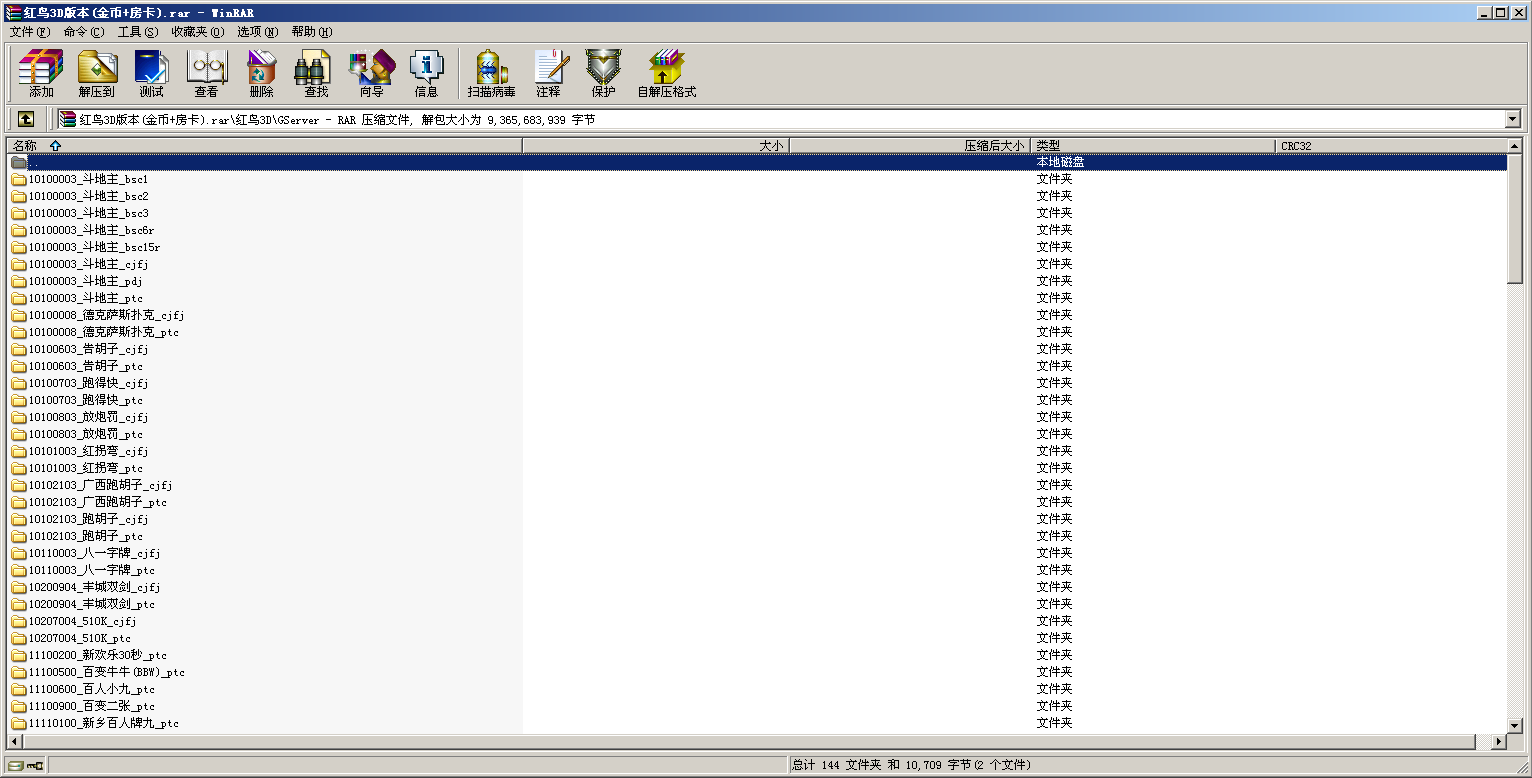 红鸟3D版本(金币+房卡).rar - WinRAR
文件(F) 命令(C) 工具(S) 收藏夹(O) 选项(N) 帮助(H)
添加 解压到 测试 查看 删除 查找 向导 信息 扫描病毒 注释 保护 自解压格式
红鸟3D版本(金币+房卡).rar\红鸟3D\GServer - RAR 压缩文件, 解包大小为 9,365,683,939 字节
名称 大小 压缩后大小 类型 CRC32
.. 本地磁盘
10100003_斗地主_bsc1 文件夹
10100003_斗地主_bsc2 文件夹
10100003_斗地主_bsc3 文件夹
10100003_斗地主_bsc6r 文件夹
10100003_斗地主_bsc15r 文件夹
10100003_斗地主_cjfj 文件夹
10100003_斗地主_pdj 文件夹
10100003_斗地主_ptc 文件夹
10100008_德克萨斯扑克_cjfj 文件夹
10100008_德克萨斯扑克_ptc 文件夹
10100603_告胡子_cjfj 文件夹
10100603_告胡子_ptc 文件夹
10100703_跑得快_cjfj 文件夹
10100703_跑得快_ptc 文件夹
10100803_放炮罚_cjfj 文件夹
10100803_放炮罚_ptc 文件夹
10101003_红拐弯_cjfj 文件夹
10101003_红拐弯_ptc 文件夹
10102103_广西跑胡子_cjfj 文件夹
10102103_广西跑胡子_ptc 文件夹
10102103_跑胡子_cjfj 文件夹
10102103_跑胡子_ptc 文件夹
10110003_八一字牌_cjfj 文件夹
10110003_八一字牌_ptc 文件夹
10200904_丰城双剑_cjfj 文件夹
10200904_丰城双剑_ptc 文件夹
10207004_510K_cjfj 文件夹
10207004_510K_ptc 文件夹
11100200_新欢乐30秒_ptc 文件夹
11100500_百变牛牛(BBW)_ptc 文件夹
11100600_百人小九_ptc 文件夹
11100900_百变二张_ptc 文件夹
11110100_新乡百人牌九_ptc 文件夹
总计 144 文件夹 和 10,709 字节(2 个文件)